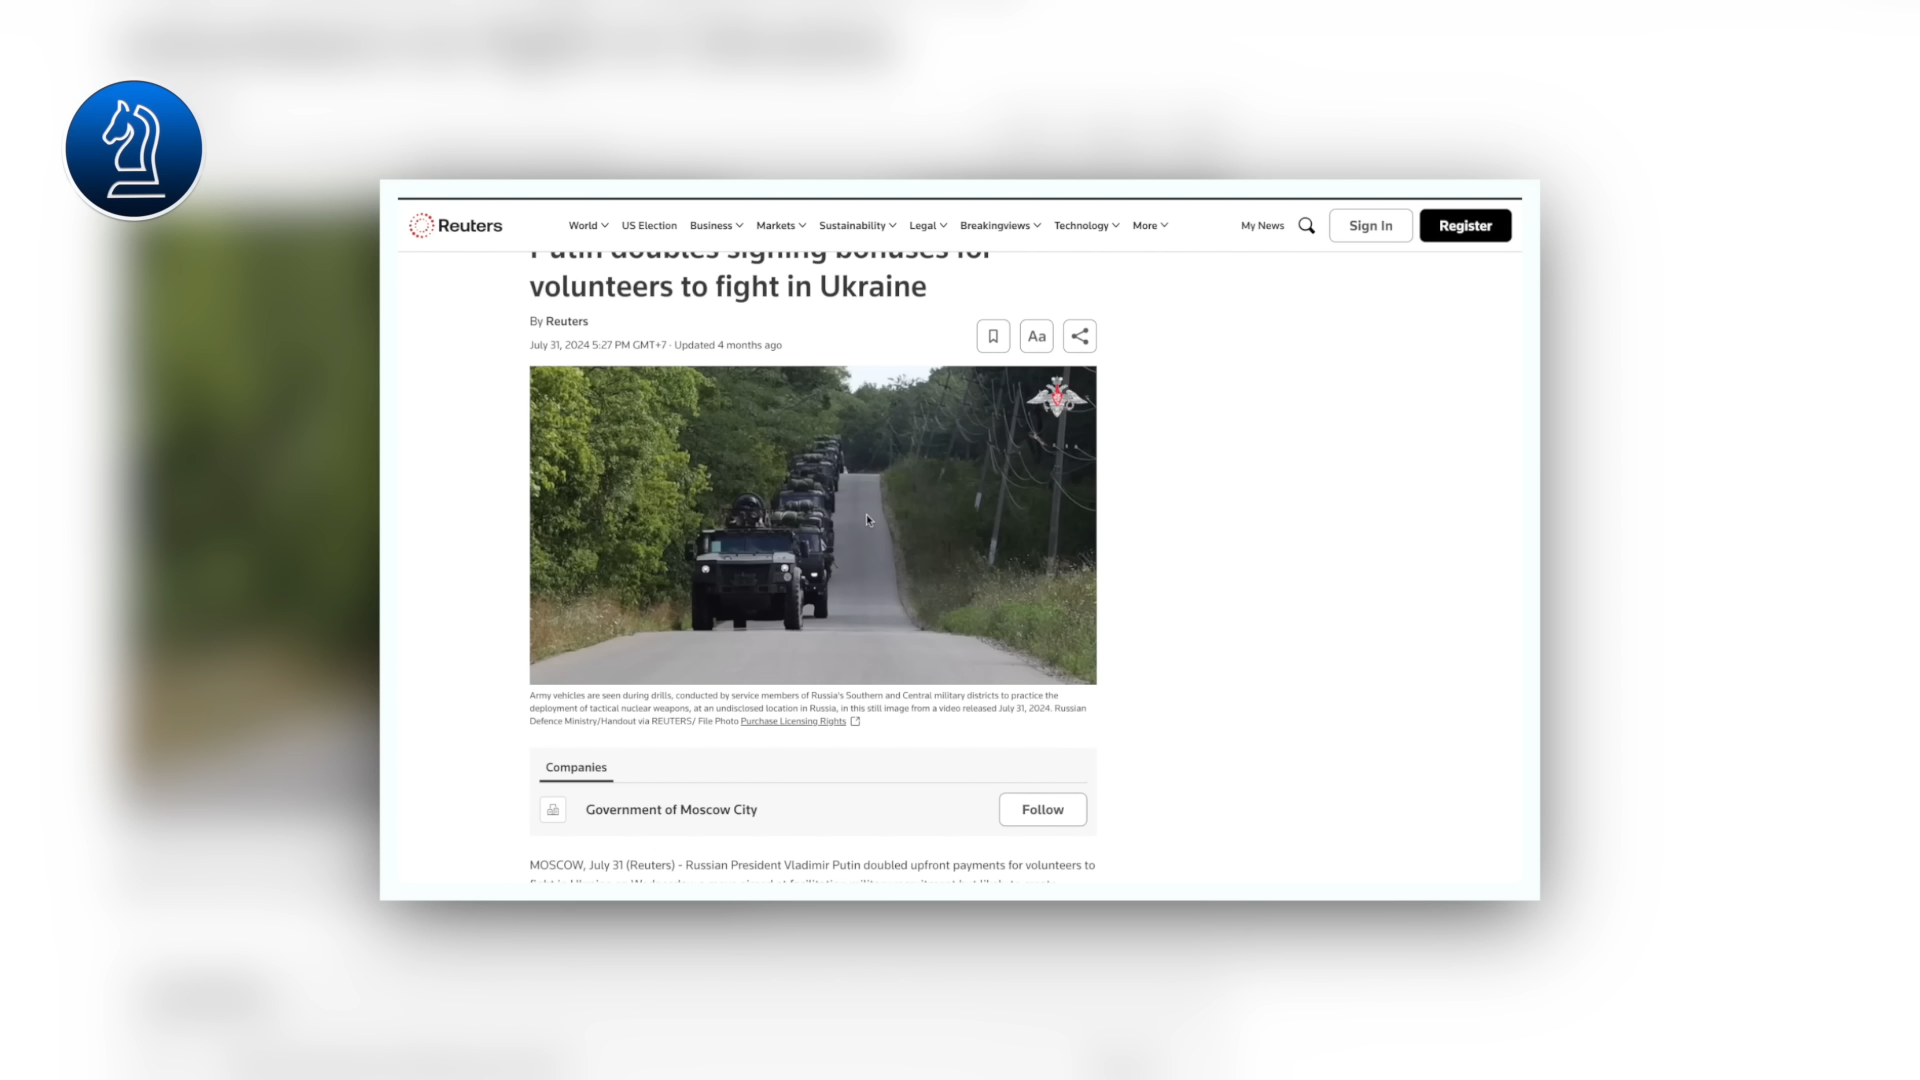 Reuters
World
US Election
Business
Markets
Sustainability
Legal
Breakingviews
Technology
More
My News
Sign In
Register
Putin doubles signing bonuses for
volunteers to fight in Ukraine
By Reuters
July 31, 2024 5:27 PM GMT+7 · Updated 4 months ago
Aa
Army vehicles are seen during drills, conducted by service members of Russia's Southern and Central military districts to practice the
deployment of tactical nuclear weapons, at an undisclosed location in Russia, in this still image from a video released July 31, 2024. Russian
Defence Ministry/Handout via REUTERS/ File Photo Purchase Licensing Rights
Companies
Government of Moscow City
Follow
MOSCOW, July 31 (Reuters) - Russian President Vladimir Putin doubled upfront payments for volunteers to